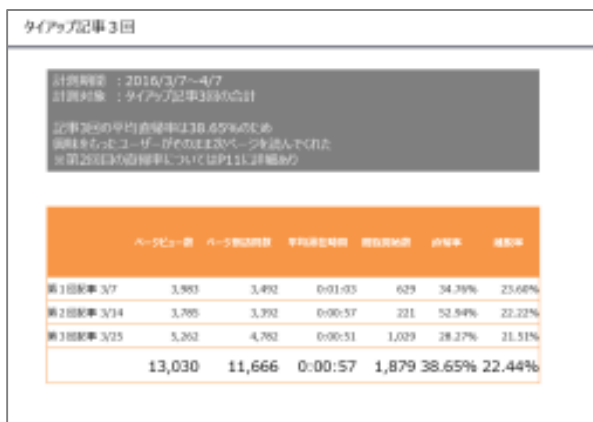 タイアップ記事3回
計測期間 ：2016/3/7～4/7
計測対象 ：タイアップ記事3回の合計
記事3回の平均直帰率は38.65%のため
興味をもったユーザーがそのまま次ページを読んでくれた
※第2回目の直帰率についてはP11に詳細あり
ページビュー数 ページ訪問数 平均滞在時間 閲覧開始数 直帰率 離脱率
第1回記事 3/7 3,983 3,492 0:01:03 629 34.76% 23.60%
第2回記事 3/14 3,785 3,392 0:00:57 221 52.94% 22.22%
第3回記事 3/25 5,262 4,782 0:00:51 1,029 28.27% 21.51%
13,030 11,666 0:00:57 1,879 38.65% 22.44%